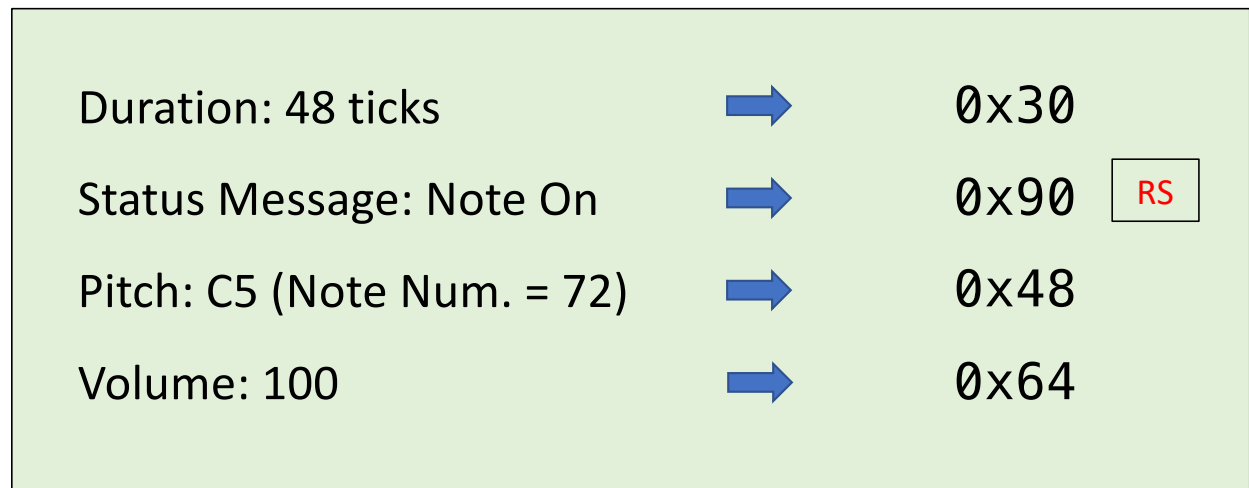 Duration: 48 ticks 0x30
Status Message: Note On 0x90 RS
Pitch: C5 (Note Num. = 72) 0x48
Volume: 100 0x64